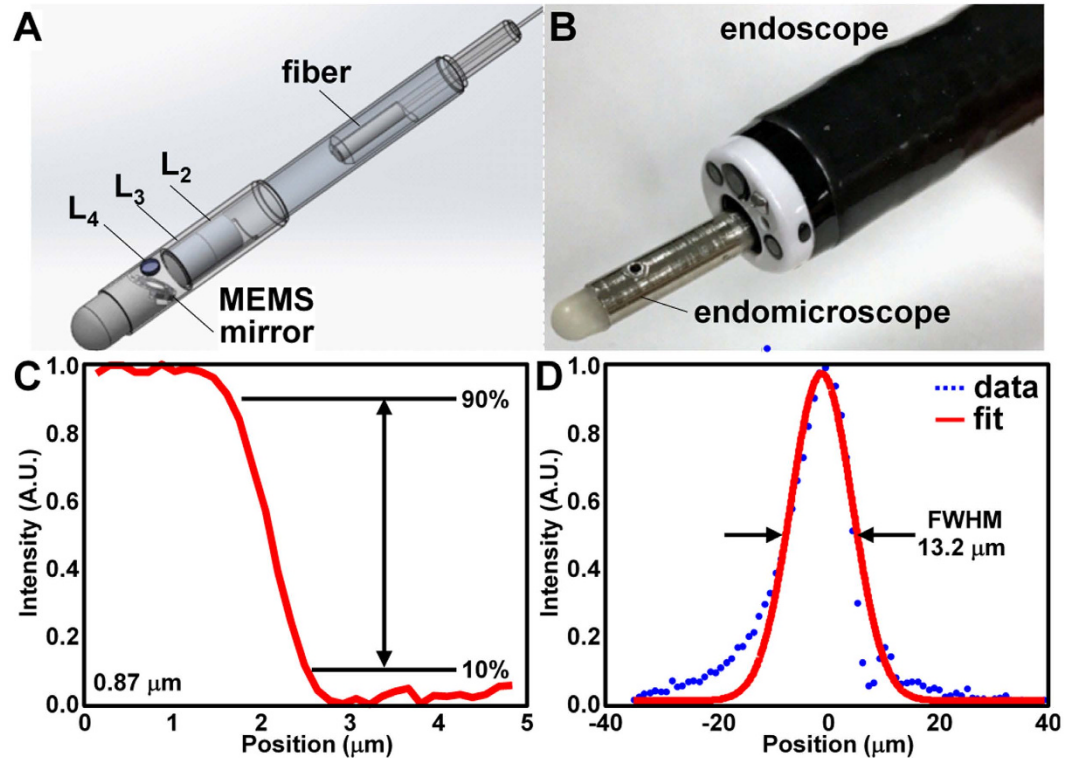 A
fiber
L2
L3
L4
MEMS
mirror
B
endoscope
endomicroscope
C
1.0
0.8
0.6
0.4
0.2
0.0
Intensity (A.U.)
90%
10%
0.87 μm
0
1
2
3
4
5
Position (μm)
D
1.0
0.8
0.6
0.4
0.2
0.0
Intensity (A.U.)
data
fit
FWHM
13.2 μm
-40
-20
0
20
40
Position (μm)